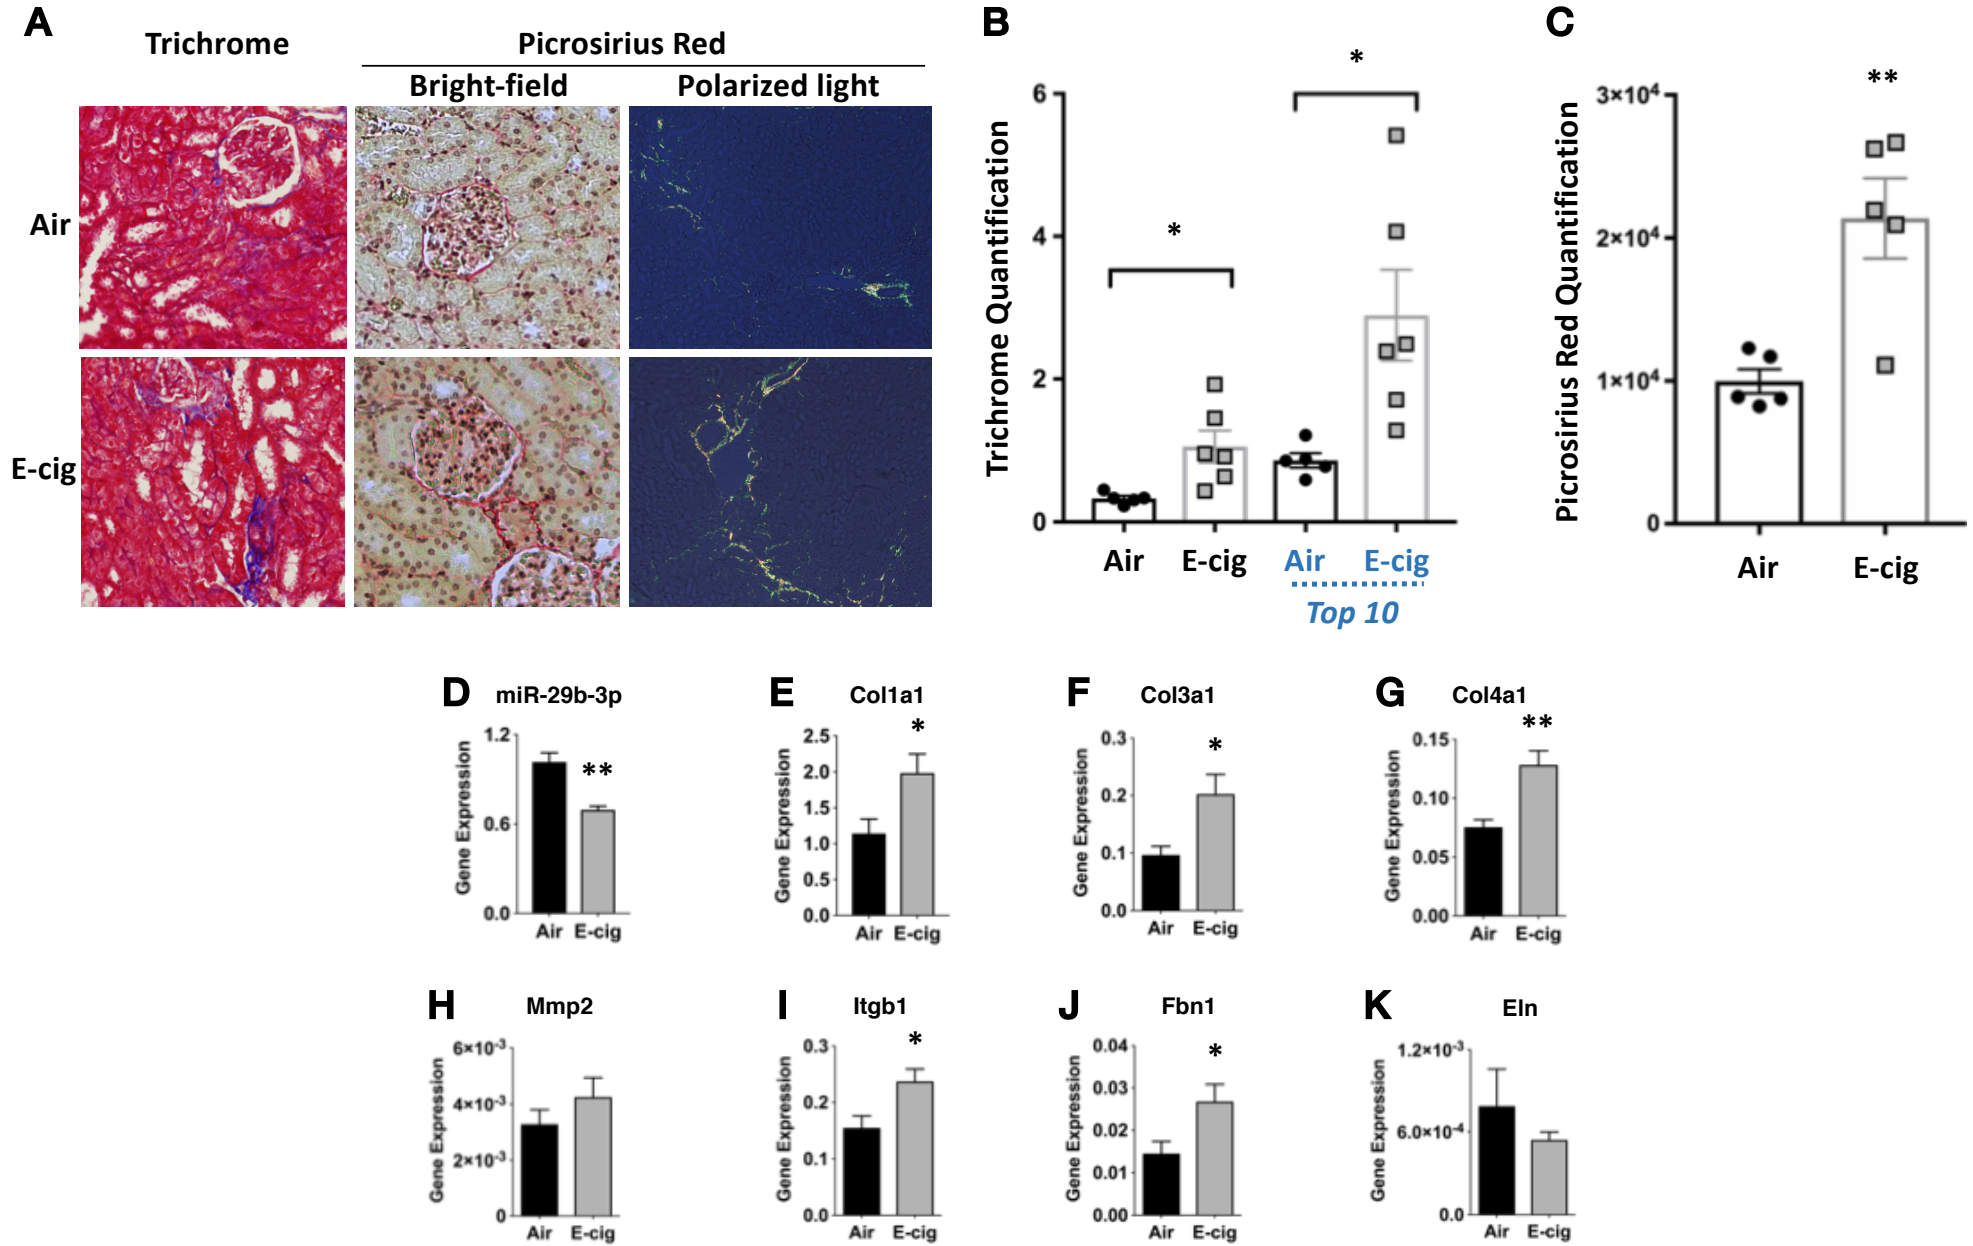 A
Trichrome
Picrosirius Red
Bright-field
Polarized light
Air
E-cig
B
Trichrome Quantification
*
*
6
4
2
0
Air
E-cig
Air
E-cig
Top 10
C
Picrosirius Red Quantification
**
3×10⁴
2×10⁴
1×10⁴
0
Air
E-cig
D
miR-29b-3p
Gene Expression
1.2
0.6
0.0
**
Air
E-cig
E
Col1a1
Gene Expression
*
2.5
2.0
1.5
1.0
0.5
0.0
Air
E-cig
F
Col3a1
Gene Expression
*
0.3
0.2
0.1
0.0
Air
E-cig
G
Col4a1
Gene Expression
**
0.15
0.10
0.05
0.00
Air
E-cig
H
Mmp2
Gene Expression
6×10⁻³
4×10⁻³
2×10⁻³
0
Air
E-cig
I
Itgb1
Gene Expression
*
0.3
0.2
0.1
0.0
Air
E-cig
J
Fbn1
Gene Expression
*
0.04
0.03
0.02
0.01
0.00
Air
E-cig
K
Eln
Gene Expression
1.2×10⁻³
6.0×10⁻⁴
0.0
Air
E-cig